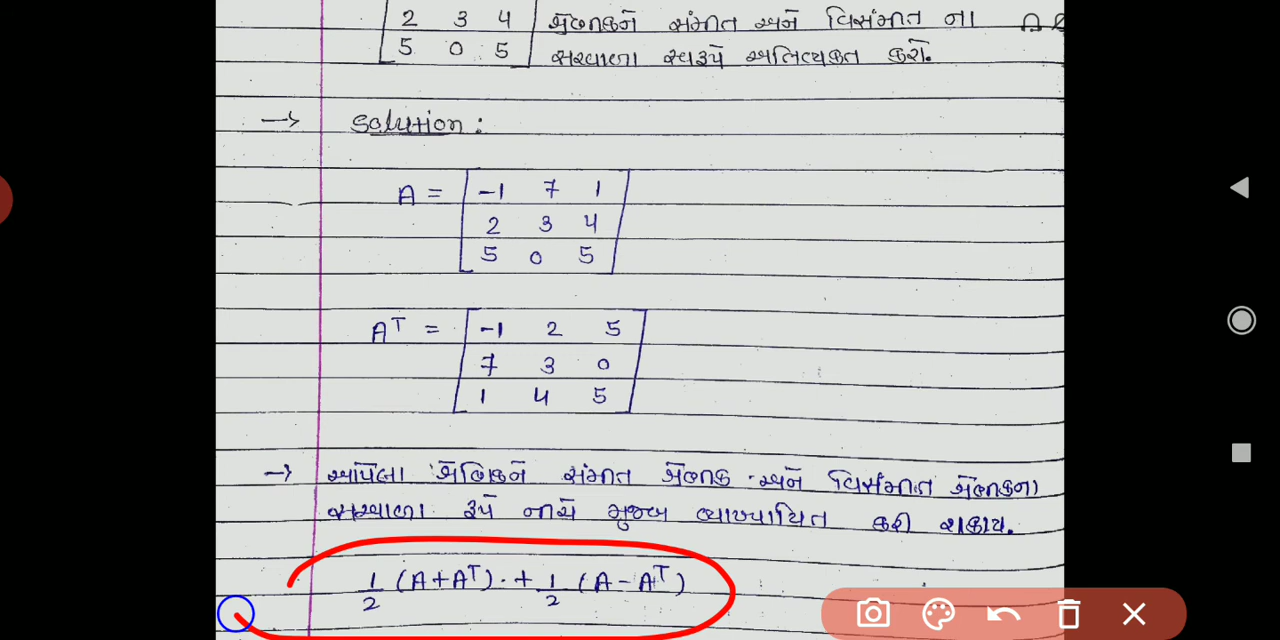 2 3 4 શ્રેણિકને સંમિત અને વિસંમિત ના
5 0 5 સરવાળા સ્વરૂપે અભિવ્યક્ત કરો.
→ Solution :
A = -1 7 1
2 3 4
5 0 5
Aᵀ = -1 2 5
7 3 0
1 4 5
→ આપેલા શ્રેણિકને સંમિત શ્રેણિક અને વિસંમિત શ્રેણિકના
સરવાળા રૂપે નીચે મુજબ વ્યાખ્યાયિત કરી શકાય.
1/2 (A + Aᵀ) . + 1/2 (A - Aᵀ)